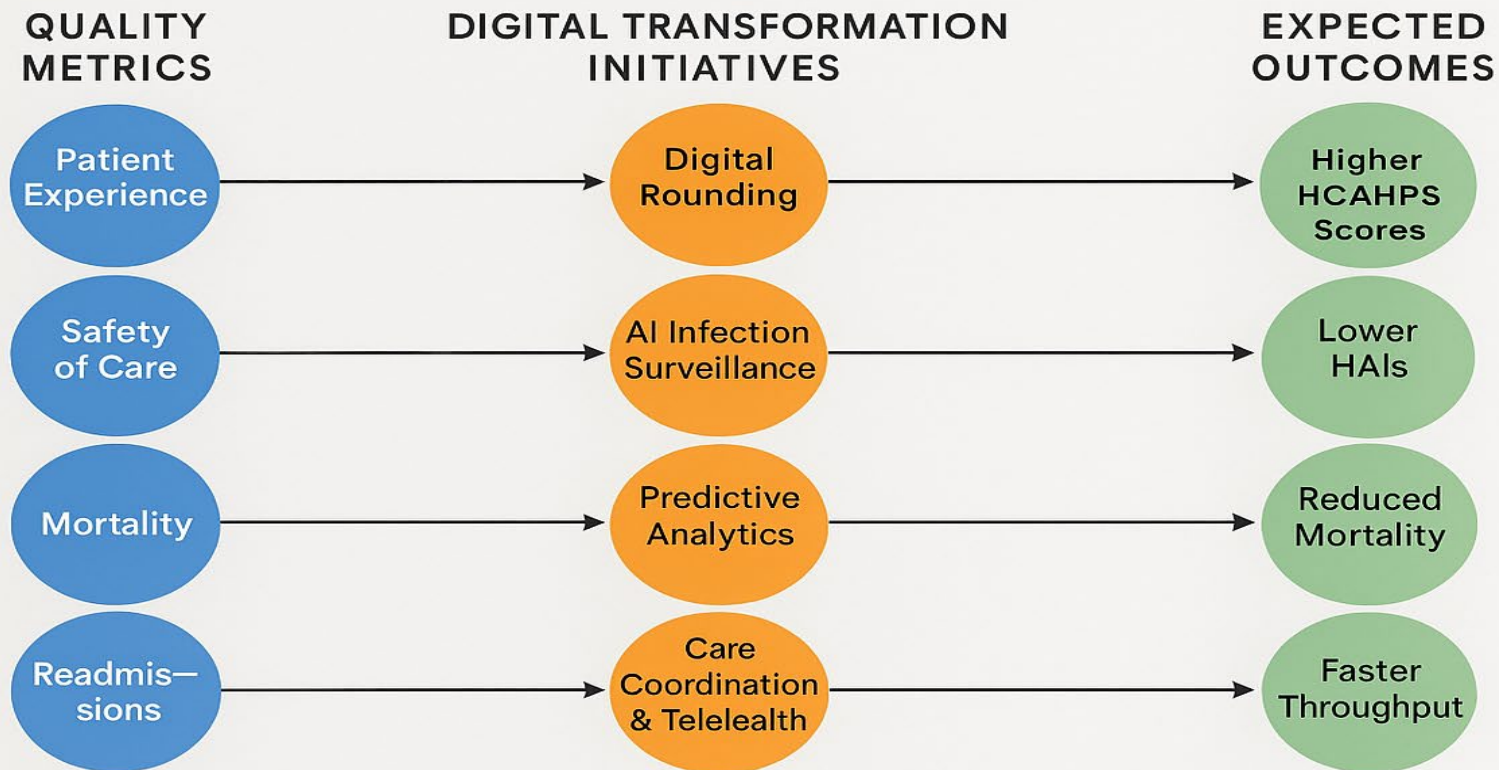 QUALITY
METRICS
DIGITAL TRANSFORMATION
INITIATIVES
EXPECTED
OUTCOMES
Patient
Experience
Digital
Rounding
Higher
HCAHPS
Scores
Safety
of Care
AI Infection
Surveillance
Lower
HAIs
Mortality
Predictive
Analytics
Reduced
Mortality
Readmis—
sions
Care
Coordination
& Telelealth
Faster
Throughput